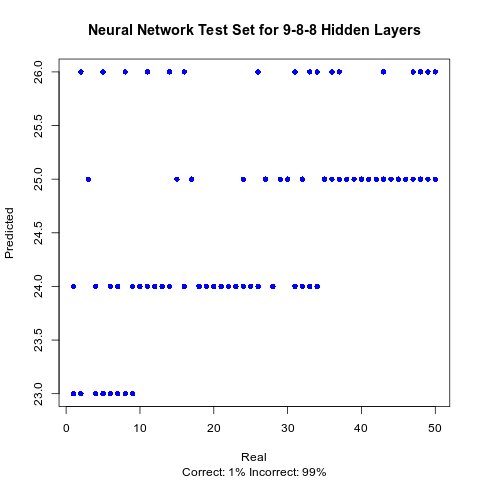 Neural Network Test Set for 9-8-8 Hidden Layers
26.0
25.5
25.0
24.5
24.0
23.5
23.0
Predicted
0 10 20 30 40 50
Real
Correct: 1% Incorrect: 99%